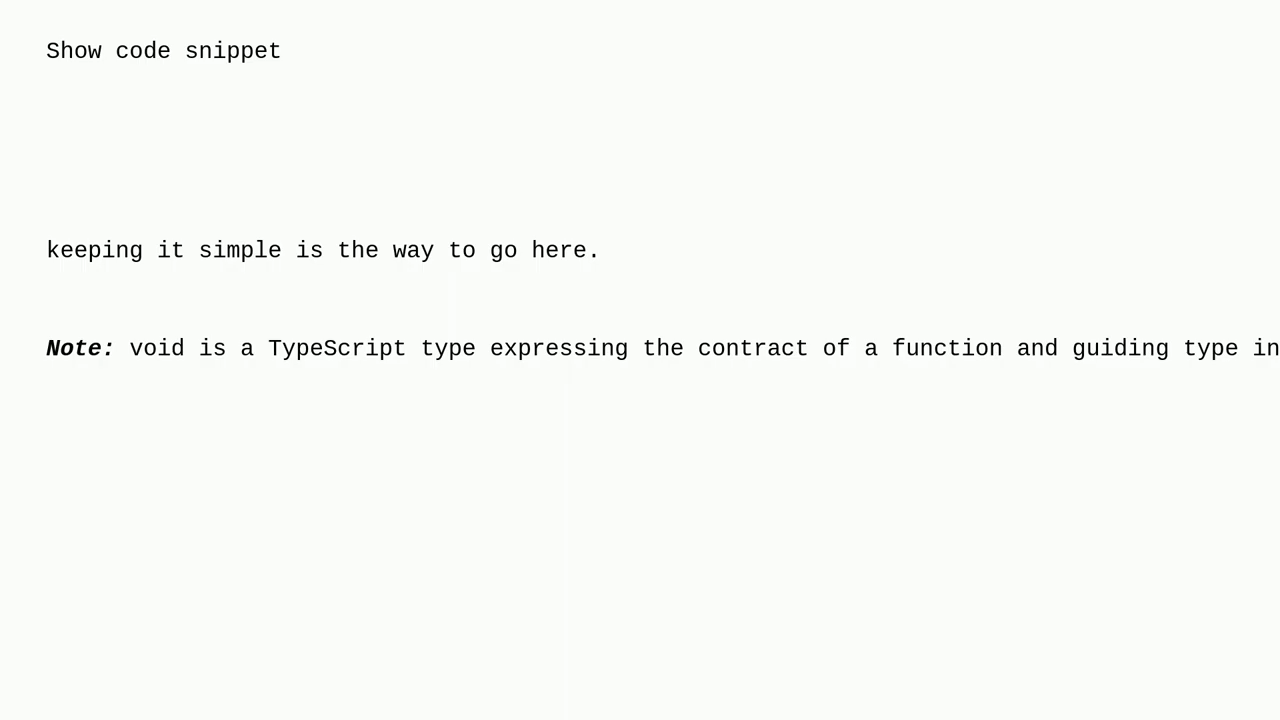 Show code snippet
keeping it simple is the way to go here.
Note: void is a TypeScript type expressing the contract of a function and guiding type in